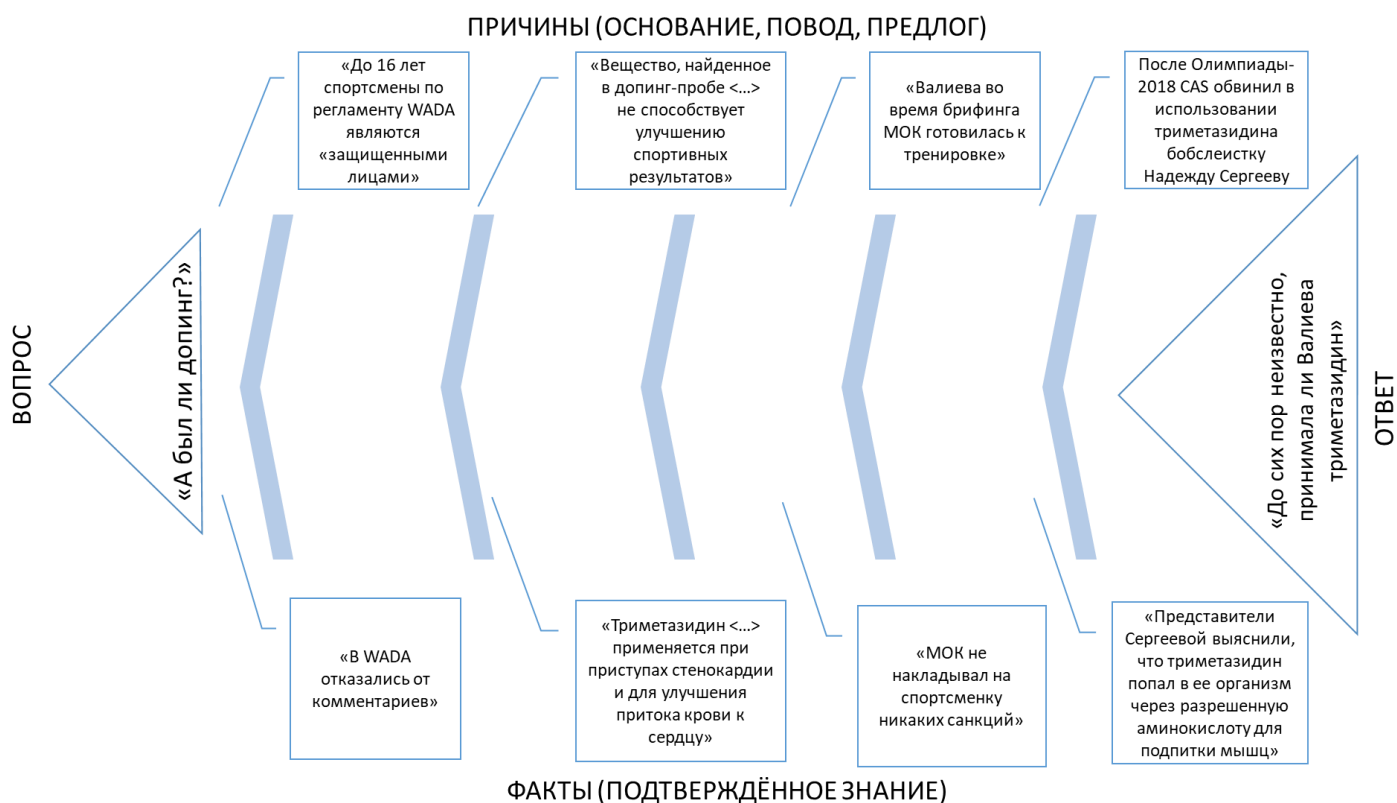 ПРИЧИНЫ (ОСНОВАНИЕ, ПОВОД, ПРЕДЛОГ)
«До 16 лет
спортсмены по
регламенту WADA
являются
«защищенными
лицами»
«Вещество, найденное
в допинг-пробе <…>
не способствует
улучшению
спортивных
результатов»
«Валиева во
время брифинга
МОК готовилась к
тренировке»
После Олимпиады-
2018 CAS обвинил в
использовании
триметазидина
бобслеистку
Надежду Сергееву
ВОПРОС
«А был ли допинг?»
«До сих пор неизвестно,
принимала ли Валиева
триметазидин»
ОТВЕТ
«В WADA
отказались от
комментариев»
«Триметазидин <…>
применяется при
приступах стенокардии
и для улучшения
притока крови к
сердцу»
«МОК не
накладывал на
спортсменку
никаких санкций»
«Представители
Сергеевой выяснили,
что триметазидин
попал в ее организм
через разрешенную
аминокислоту для
подпитки мышц»
ФАКТЫ (ПОДТВЕРЖДЁННОЕ ЗНАНИЕ)